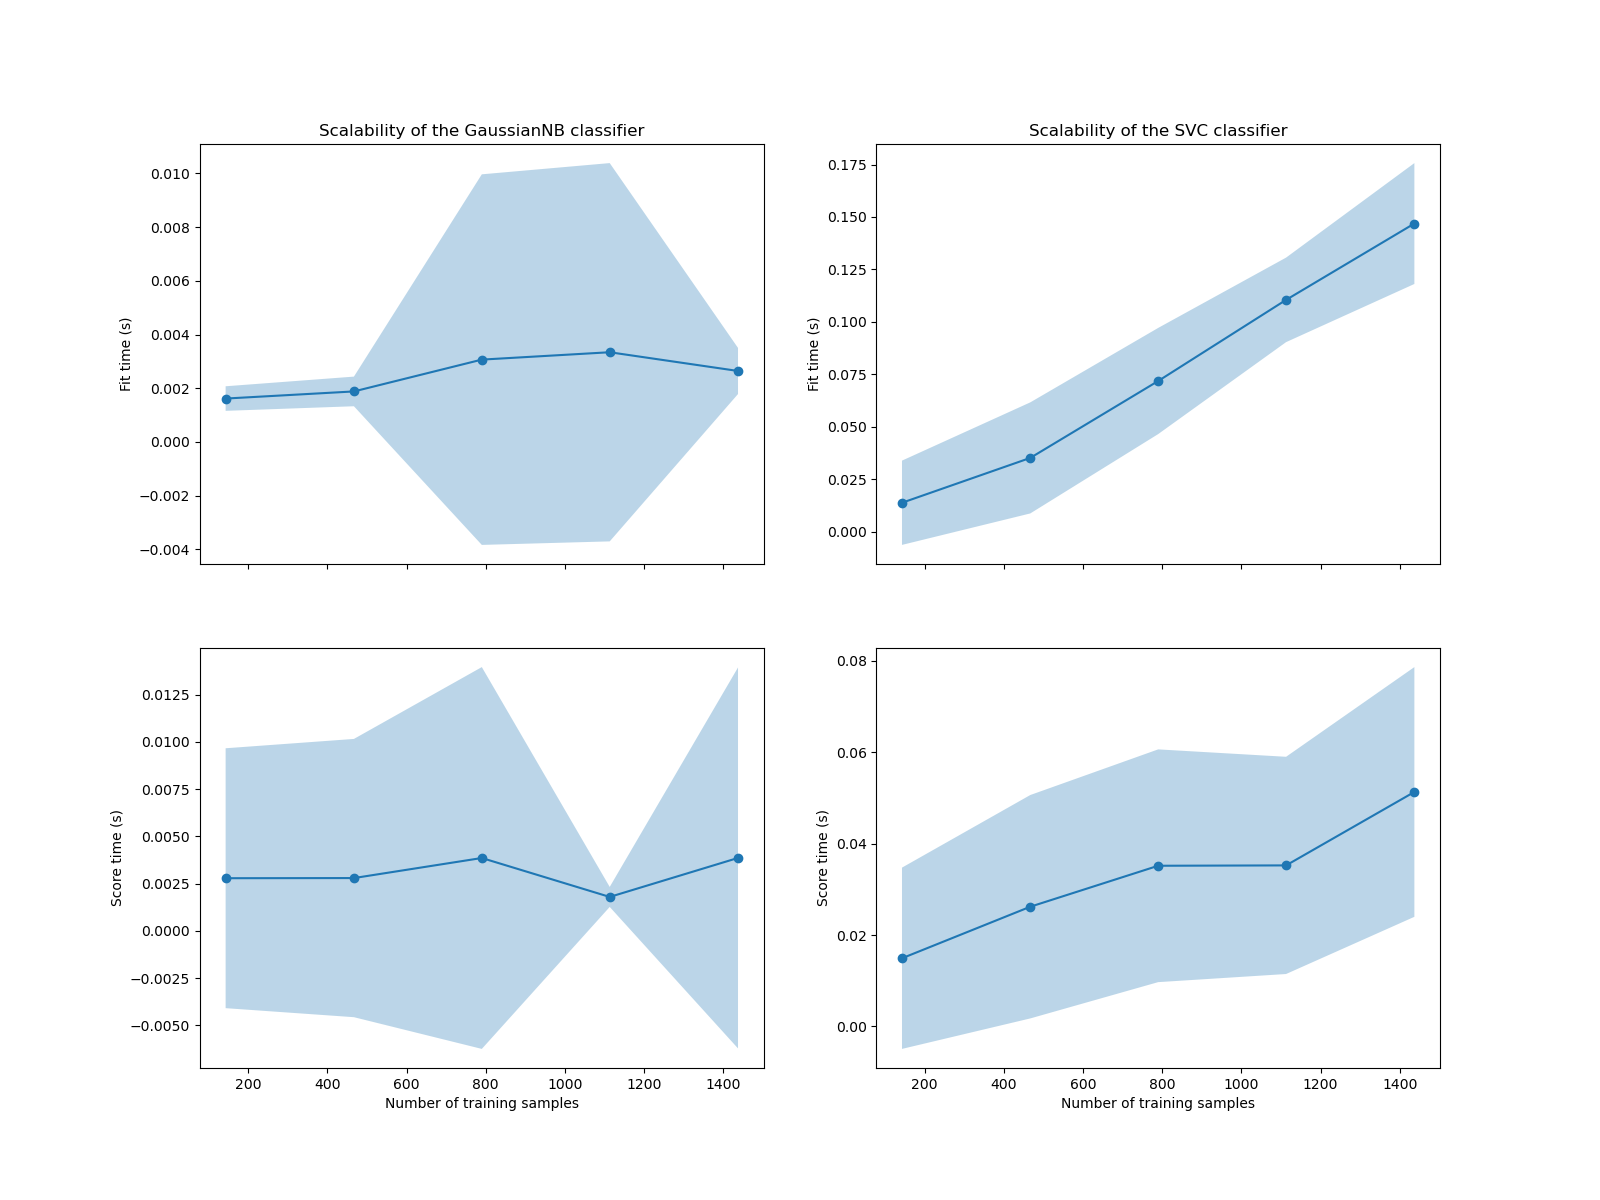 Scalability of the GaussianNB classifier
0.010
0.008
0.006
0.004
0.002
0.000
−0.002
−0.004
Fit time (s)
Scalability of the SVC classifier
0.175
0.150
0.125
0.100
0.075
0.050
0.025
0.000
Fit time (s)
0.0125
0.0100
0.0075
0.0050
0.0025
0.0000
−0.0025
−0.0050
Score time (s)
200 400 600 800 1000 1200 1400
Number of training samples
0.08
0.06
0.04
0.02
0.00
Score time (s)
200 400 600 800 1000 1200 1400
Number of training samples